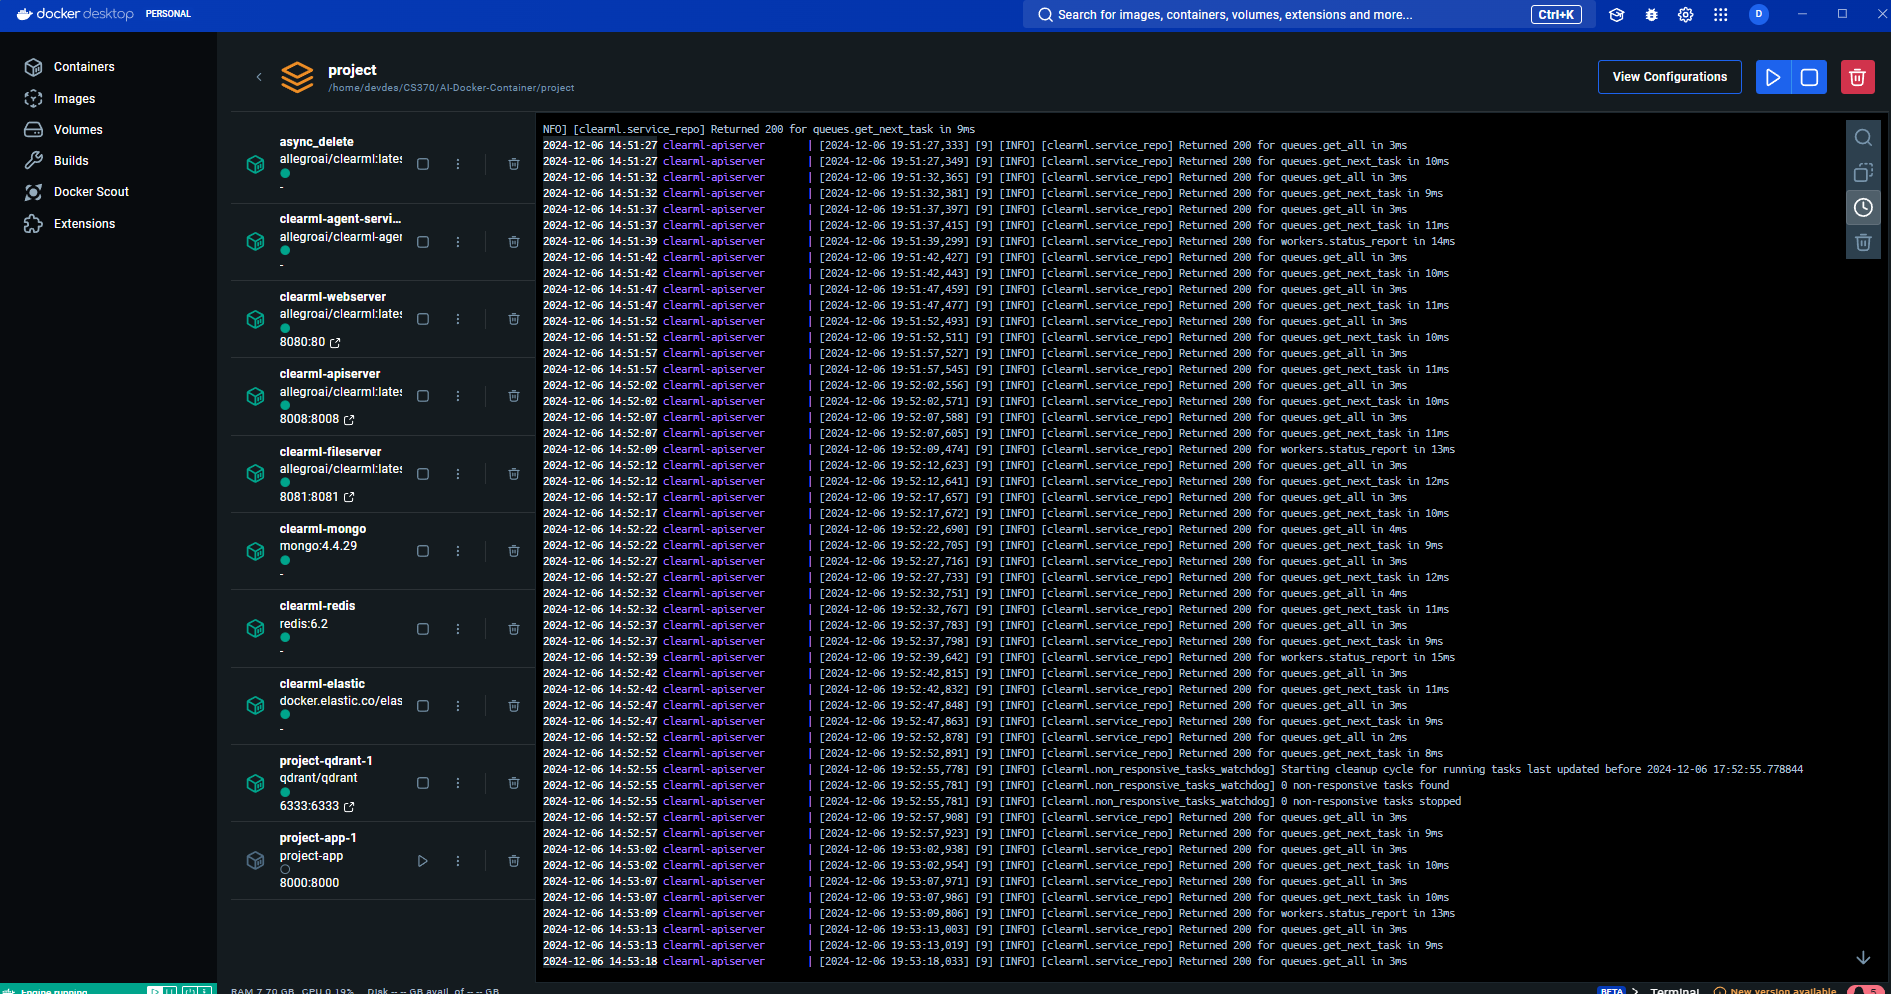 docker desktop PERSONAL
Search for images, containers, volumes, extensions and more...
Ctrl+K
D
Containers
Images
Volumes
Builds
Docker Scout
Extensions
project
/home/devdes/CS370/AI-Docker-Container/project
View Configurations
async_delete
allegroai/clearml:lates
-
clearml-agent-servi...
allegroai/clearml-ager
-
clearml-webserver
allegroai/clearml:lates
8080:80
clearml-apiserver
allegroai/clearml:lates
8008:8008
clearml-fileserver
allegroai/clearml:lates
8081:8081
clearml-mongo
mongo:4.4.29
-
clearml-redis
redis:6.2
-
clearml-elastic
docker.elastic.co/elas
-
project-qdrant-1
qdrant/qdrant
6333:6333
project-app-1
project-app
8000:8000
NFO] [clearml.service_repo] Returned 200 for queues.get_next_task in 9ms
2024-12-06 14:51:27 clearml-apiserver | [2024-12-06 19:51:27,333] [9] [INFO] [clearml.service_repo] Returned 200 for queues.get_all in 3ms
2024-12-06 14:51:27 clearml-apiserver | [2024-12-06 19:51:27,349] [9] [INFO] [clearml.service_repo] Returned 200 for queues.get_next_task in 10ms
2024-12-06 14:51:32 clearml-apiserver | [2024-12-06 19:51:32,365] [9] [INFO] [clearml.service_repo] Returned 200 for queues.get_all in 3ms
2024-12-06 14:51:32 clearml-apiserver | [2024-12-06 19:51:32,381] [9] [INFO] [clearml.service_repo] Returned 200 for queues.get_next_task in 9ms
2024-12-06 14:51:37 clearml-apiserver | [2024-12-06 19:51:37,397] [9] [INFO] [clearml.service_repo] Returned 200 for queues.get_all in 3ms
2024-12-06 14:51:37 clearml-apiserver | [2024-12-06 19:51:37,415] [9] [INFO] [clearml.service_repo] Returned 200 for queues.get_next_task in 11ms
2024-12-06 14:51:39 clearml-apiserver | [2024-12-06 19:51:39,299] [9] [INFO] [clearml.service_repo] Returned 200 for workers.status_report in 14ms
2024-12-06 14:51:42 clearml-apiserver | [2024-12-06 19:51:42,427] [9] [INFO] [clearml.service_repo] Returned 200 for queues.get_all in 3ms
2024-12-06 14:51:42 clearml-apiserver | [2024-12-06 19:51:42,443] [9] [INFO] [clearml.service_repo] Returned 200 for queues.get_next_task in 10ms
2024-12-06 14:51:47 clearml-apiserver | [2024-12-06 19:51:47,459] [9] [INFO] [clearml.service_repo] Returned 200 for queues.get_all in 3ms
2024-12-06 14:51:47 clearml-apiserver | [2024-12-06 19:51:47,477] [9] [INFO] [clearml.service_repo] Returned 200 for queues.get_next_task in 11ms
2024-12-06 14:51:52 clearml-apiserver | [2024-12-06 19:51:52,493] [9] [INFO] [clearml.service_repo] Returned 200 for queues.get_all in 3ms
2024-12-06 14:51:52 clearml-apiserver | [2024-12-06 19:51:52,511] [9] [INFO] [clearml.service_repo] Returned 200 for queues.get_next_task in 10ms
2024-12-06 14:51:57 clearml-apiserver | [2024-12-06 19:51:57,527] [9] [INFO] [clearml.service_repo] Returned 200 for queues.get_all in 3ms
2024-12-06 14:51:57 clearml-apiserver | [2024-12-06 19:51:57,545] [9] [INFO] [clearml.service_repo] Returned 200 for queues.get_next_task in 11ms
2024-12-06 14:52:02 clearml-apiserver | [2024-12-06 19:52:02,556] [9] [INFO] [clearml.service_repo] Returned 200 for queues.get_all in 3ms
2024-12-06 14:52:02 clearml-apiserver | [2024-12-06 19:52:02,571] [9] [INFO] [clearml.service_repo] Returned 200 for queues.get_next_task in 10ms
2024-12-06 14:52:07 clearml-apiserver | [2024-12-06 19:52:07,588] [9] [INFO] [clearml.service_repo] Returned 200 for queues.get_all in 3ms
2024-12-06 14:52:07 clearml-apiserver | [2024-12-06 19:52:07,605] [9] [INFO] [clearml.service_repo] Returned 200 for queues.get_next_task in 11ms
2024-12-06 14:52:09 clearml-apiserver | [2024-12-06 19:52:09,474] [9] [INFO] [clearml.service_repo] Returned 200 for workers.status_report in 13ms
2024-12-06 14:52:12 clearml-apiserver | [2024-12-06 19:52:12,623] [9] [INFO] [clearml.service_repo] Returned 200 for queues.get_all in 3ms
2024-12-06 14:52:12 clearml-apiserver | [2024-12-06 19:52:12,641] [9] [INFO] [clearml.service_repo] Returned 200 for queues.get_next_task in 12ms
2024-12-06 14:52:17 clearml-apiserver | [2024-12-06 19:52:17,657] [9] [INFO] [clearml.service_repo] Returned 200 for queues.get_all in 3ms
2024-12-06 14:52:17 clearml-apiserver | [2024-12-06 19:52:17,672] [9] [INFO] [clearml.service_repo] Returned 200 for queues.get_next_task in 10ms
2024-12-06 14:52:22 clearml-apiserver | [2024-12-06 19:52:22,690] [9] [INFO] [clearml.service_repo] Returned 200 for queues.get_all in 4ms
2024-12-06 14:52:22 clearml-apiserver | [2024-12-06 19:52:22,705] [9] [INFO] [clearml.service_repo] Returned 200 for queues.get_next_task in 9ms
2024-12-06 14:52:27 clearml-apiserver | [2024-12-06 19:52:27,716] [9] [INFO] [clearml.service_repo] Returned 200 for queues.get_all in 3ms
2024-12-06 14:52:27 clearml-apiserver | [2024-12-06 19:52:27,733] [9] [INFO] [clearml.service_repo] Returned 200 for queues.get_next_task in 12ms
2024-12-06 14:52:32 clearml-apiserver | [2024-12-06 19:52:32,751] [9] [INFO] [clearml.service_repo] Returned 200 for queues.get_all in 4ms
2024-12-06 14:52:32 clearml-apiserver | [2024-12-06 19:52:32,767] [9] [INFO] [clearml.service_repo] Returned 200 for queues.get_next_task in 11ms
2024-12-06 14:52:37 clearml-apiserver | [2024-12-06 19:52:37,783] [9] [INFO] [clearml.service_repo] Returned 200 for queues.get_all in 3ms
2024-12-06 14:52:37 clearml-apiserver | [2024-12-06 19:52:37,798] [9] [INFO] [clearml.service_repo] Returned 200 for queues.get_next_task in 9ms
2024-12-06 14:52:39 clearml-apiserver | [2024-12-06 19:52:39,642] [9] [INFO] [clearml.service_repo] Returned 200 for workers.status_report in 15ms
2024-12-06 14:52:42 clearml-apiserver | [2024-12-06 19:52:42,815] [9] [INFO] [clearml.service_repo] Returned 200 for queues.get_all in 3ms
2024-12-06 14:52:42 clearml-apiserver | [2024-12-06 19:52:42,832] [9] [INFO] [clearml.service_repo] Returned 200 for queues.get_next_task in 11ms
2024-12-06 14:52:47 clearml-apiserver | [2024-12-06 19:52:47,848] [9] [INFO] [clearml.service_repo] Returned 200 for queues.get_all in 3ms
2024-12-06 14:52:47 clearml-apiserver | [2024-12-06 19:52:47,863] [9] [INFO] [clearml.service_repo] Returned 200 for queues.get_next_task in 9ms
2024-12-06 14:52:52 clearml-apiserver | [2024-12-06 19:52:52,878] [9] [INFO] [clearml.service_repo] Returned 200 for queues.get_all in 2ms
2024-12-06 14:52:52 clearml-apiserver | [2024-12-06 19:52:52,891] [9] [INFO] [clearml.service_repo] Returned 200 for queues.get_next_task in 8ms
2024-12-06 14:52:55 clearml-apiserver | [2024-12-06 19:52:55,778] [9] [INFO] [clearml.non_responsive_tasks_watchdog] Starting cleanup cycle for running tasks last updated before 2024-12-06 17:52:55.778844
2024-12-06 14:52:55 clearml-apiserver | [2024-12-06 19:52:55,781] [9] [INFO] [clearml.non_responsive_tasks_watchdog] 0 non-responsive tasks found
2024-12-06 14:52:55 clearml-apiserver | [2024-12-06 19:52:55,781] [9] [INFO] [clearml.non_responsive_tasks_watchdog] 0 non-responsive tasks stopped
2024-12-06 14:52:57 clearml-apiserver | [2024-12-06 19:52:57,908] [9] [INFO] [clearml.service_repo] Returned 200 for queues.get_all in 3ms
2024-12-06 14:52:57 clearml-apiserver | [2024-12-06 19:52:57,923] [9] [INFO] [clearml.service_repo] Returned 200 for queues.get_next_task in 9ms
2024-12-06 14:53:02 clearml-apiserver | [2024-12-06 19:53:02,938] [9] [INFO] [clearml.service_repo] Returned 200 for queues.get_all in 3ms
2024-12-06 14:53:02 clearml-apiserver | [2024-12-06 19:53:02,954] [9] [INFO] [clearml.service_repo] Returned 200 for queues.get_next_task in 10ms
2024-12-06 14:53:07 clearml-apiserver | [2024-12-06 19:53:07,971] [9] [INFO] [clearml.service_repo] Returned 200 for queues.get_all in 3ms
2024-12-06 14:53:07 clearml-apiserver | [2024-12-06 19:53:07,986] [9] [INFO] [clearml.service_repo] Returned 200 for queues.get_next_task in 10ms
2024-12-06 14:53:09 clearml-apiserver | [2024-12-06 19:53:09,806] [9] [INFO] [clearml.service_repo] Returned 200 for workers.status_report in 13ms
2024-12-06 14:53:13 clearml-apiserver | [2024-12-06 19:53:13,003] [9] [INFO] [clearml.service_repo] Returned 200 for queues.get_all in 3ms
2024-12-06 14:53:13 clearml-apiserver | [2024-12-06 19:53:13,019] [9] [INFO] [clearml.service_repo] Returned 200 for queues.get_next_task in 9ms
2024-12-06 14:53:18 clearml-apiserver | [2024-12-06 19:53:18,033] [9] [INFO] [clearml.service_repo] Returned 200 for queues.get_all in 3ms
Engine running
RAM 7.70 GB CPU 0.19% Disk -- -- GB avail. of -- -- GB
BETA
Terminal
New version available
5